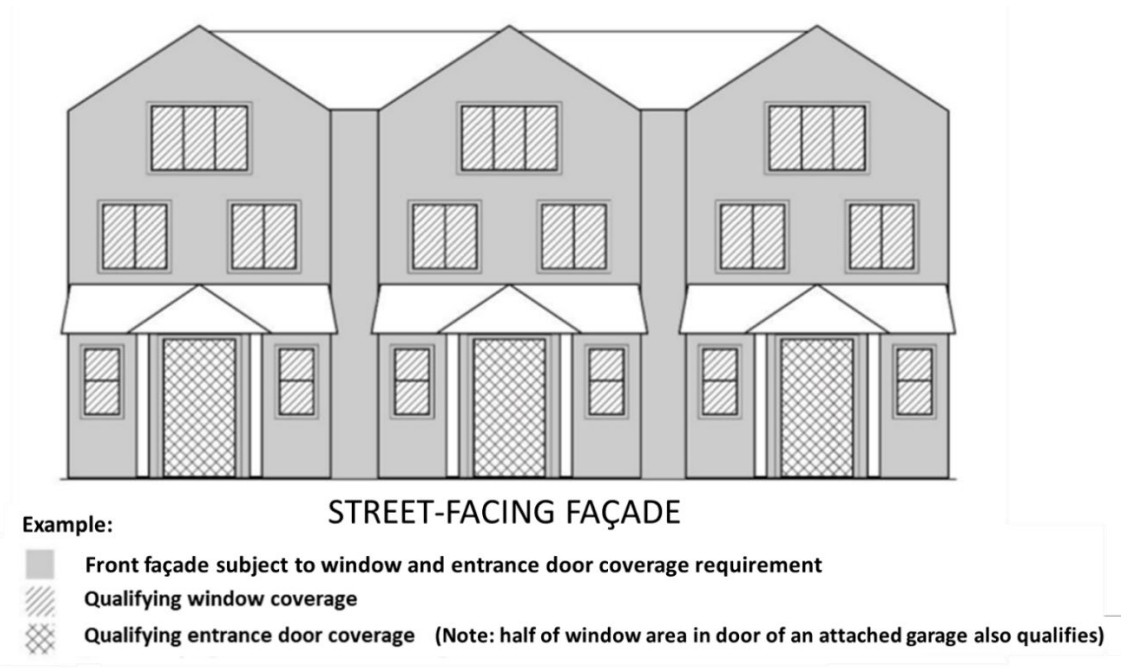 STREET-FACING FAÇADE
Example:
Front façade subject to window and entrance door coverage requirement
Qualifying window coverage
Qualifying entrance door coverage (Note: half of window area in door of an attached garage also qualifies)